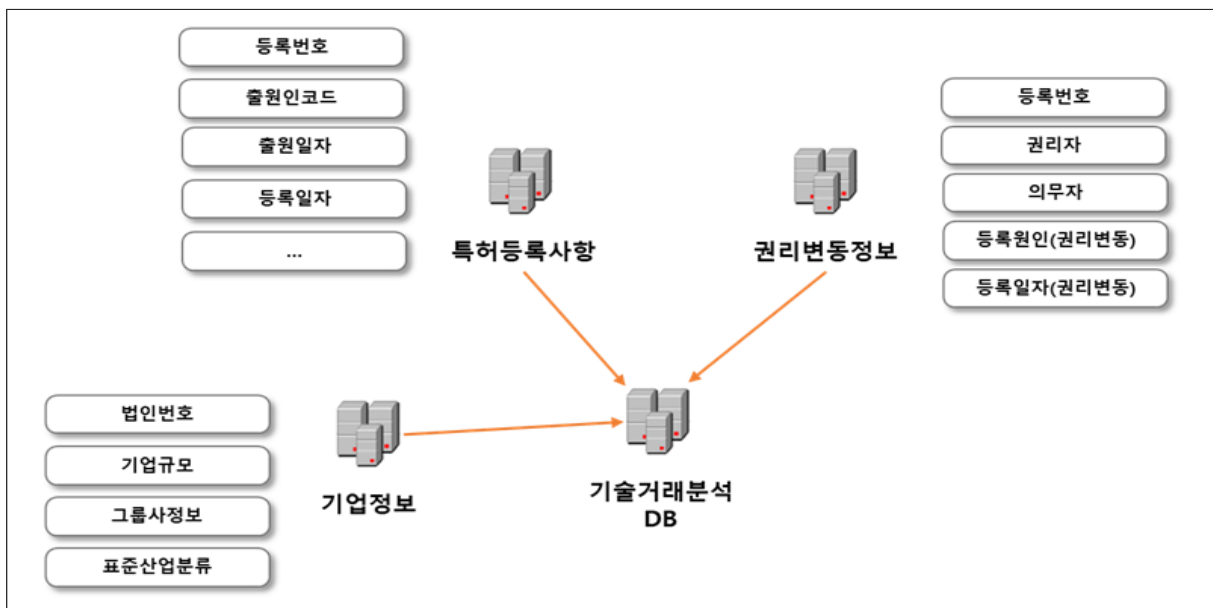 등록번호
출원인코드
출원일자
등록일자
...
특허등록사항
권리변동정보
등록번호
권리자
의무자
등록원인(권리변동)
등록일자(권리변동)
법인번호
기업규모
그룹사정보
표준산업분류
기업정보
기술거래분석
DB